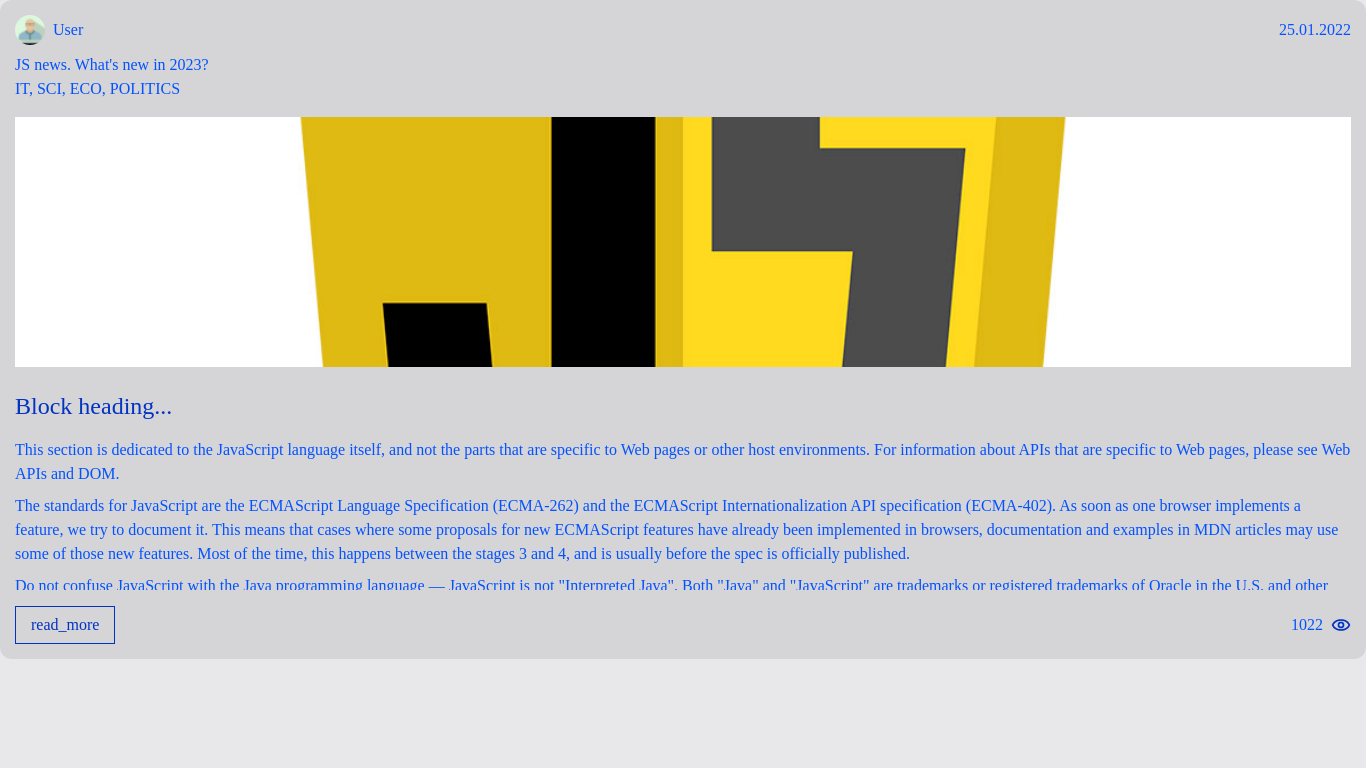 User
25.01.2022
JS news. What's new in 2023?
IT, SCI, ECO, POLITICS
Block heading...
This section is dedicated to the JavaScript language itself, and not the parts that are specific to Web pages or other host environments. For information about APIs that are specific to Web pages, please see Web
APIs and DOM.
The standards for JavaScript are the ECMAScript Language Specification (ECMA-262) and the ECMAScript Internationalization API specification (ECMA-402). As soon as one browser implements a
feature, we try to document it. This means that cases where some proposals for new ECMAScript features have already been implemented in browsers, documentation and examples in MDN articles may use
some of those new features. Most of the time, this happens between the stages 3 and 4, and is usually before the spec is officially published.
Do not confuse JavaScript with the Java programming language — JavaScript is not "Interpreted Java". Both "Java" and "JavaScript" are trademarks or registered trademarks of Oracle in the U.S. and other
read_more
1022